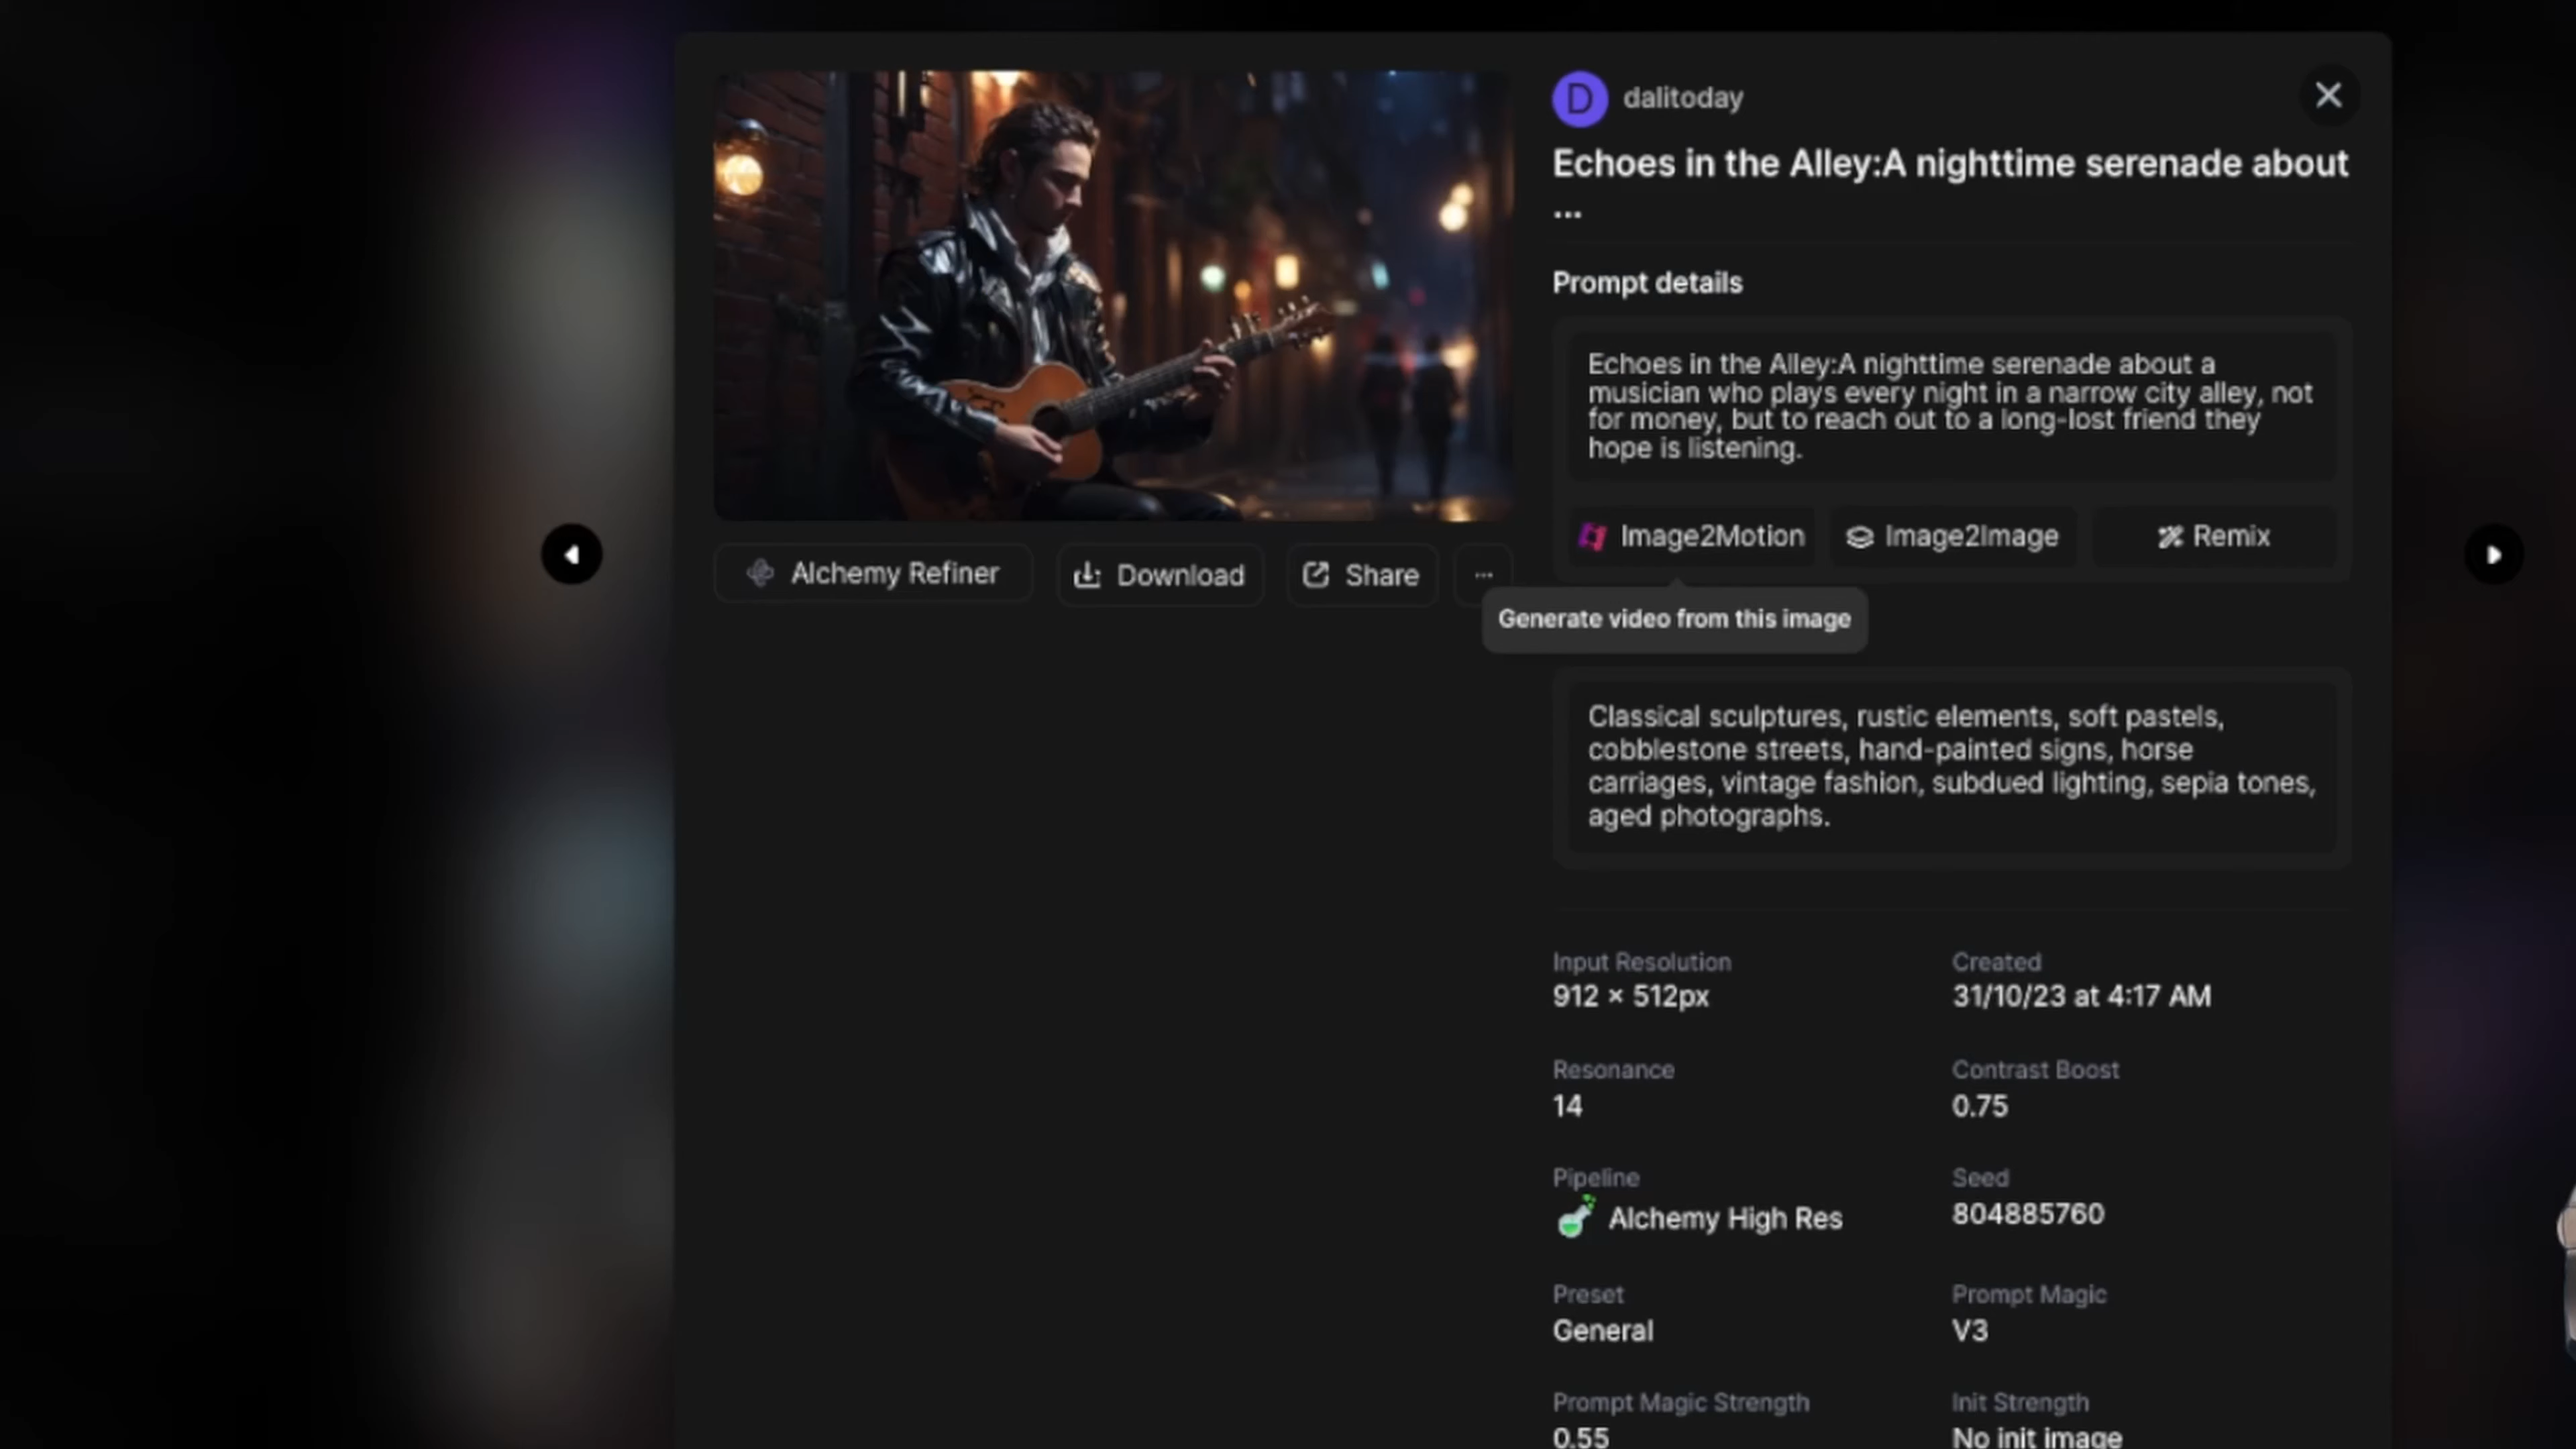 D dalitoday
Echoes in the Alley:A nighttime serenade about
...
Prompt details
Echoes in the Alley:A nighttime serenade about a
musician who plays every night in a narrow city alley, not
for money, but to reach out to a long-lost friend they
hope is listening.
Image2Motion Image2Image Remix
Alchemy Refiner Download Share ...
Generate video from this image
Classical sculptures, rustic elements, soft pastels,
cobblestone streets, hand-painted signs, horse
carriages, vintage fashion, subdued lighting, sepia tones,
aged photographs.
Input Resolution Created
912 × 512px 31/10/23 at 4:17 AM
Resonance Contrast Boost
14 0.75
Pipeline Seed
Alchemy High Res 804885760
Preset Prompt Magic
General V3
Prompt Magic Strength Init Strength
0.55 No init image